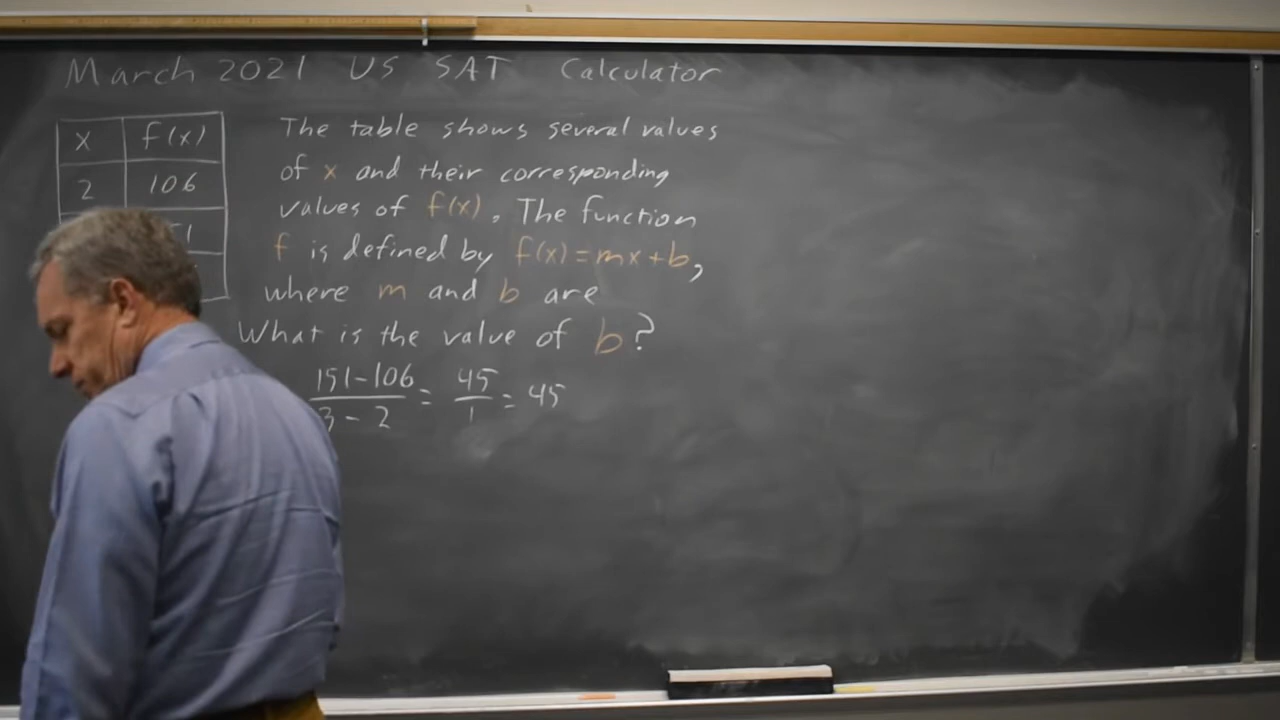 March 2021 US SAT Calculator
x f(x)
2 106
The table shows several values
of x and their corresponding
values of f(x). The function
f is defined by f(x)=mx+b,
where m and b are
What is the value of b?
151-106 = 45 = 45
3 - 2 1